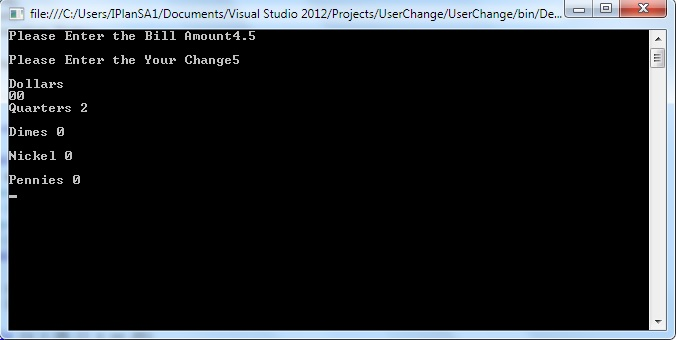 file:///C:/Users/IPlanSA1/Documents/Visual Studio 2012/Projects/UserChange/UserChange/bin/De...
Please Enter the Bill Amount4.5
Please Enter the Your Change5
Dollars
00
Quarters 2
Dimes 0
Nickel 0
Pennies 0